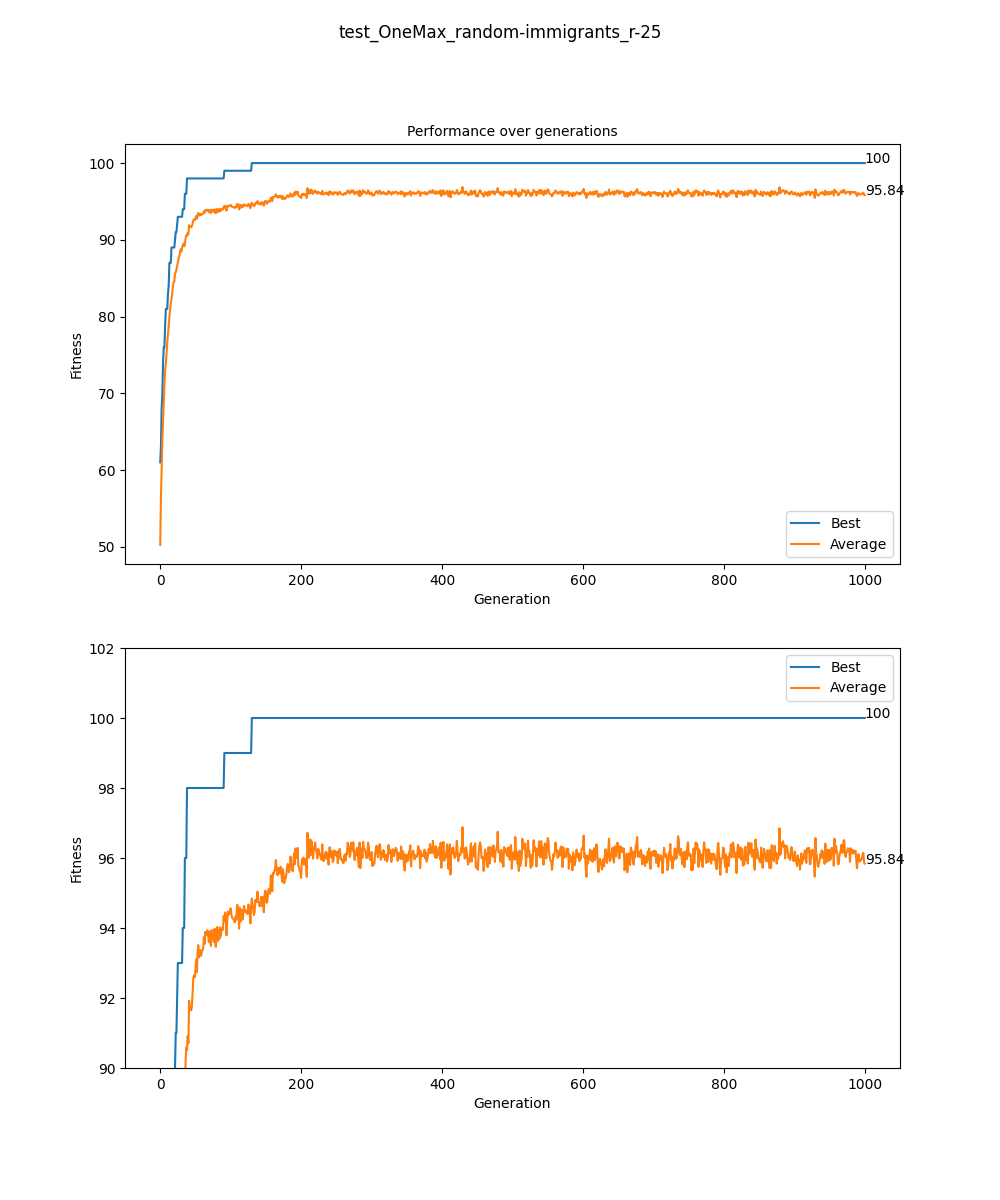 test_OneMax_random-immigrants_r-25
Performance over generations
100
90
80
70
60
50
Fitness
100
95.84
Best
Average
0 200 400 600 800 1000
Generation
102
100
98
96
94
92
90
Fitness
Best
Average
100
95.84
0 200 400 600 800 1000
Generation